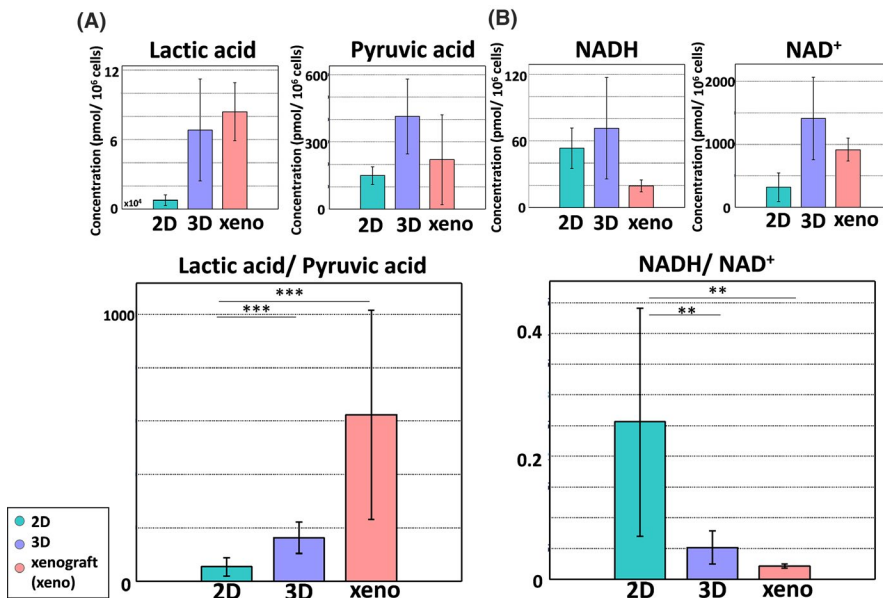 (A)
Lactic acid
Concentration (pmol/ 10⁶ cells)
12
6
0
x10⁴
2D 3D xeno
Pyruvic acid
Concentration (pmol/ 10⁶ cells)
600
300
0
2D 3D xeno
Lactic acid/ Pyruvic acid
***
***
1000
0
2D 3D xeno
(B)
NADH
Concentration (pmol/ 10⁶ cells)
120
60
0
2D 3D xeno
NAD⁺
Concentration (pmol/ 10⁶ cells)
2000
1000
0
2D 3D xeno
NADH/ NAD⁺
**
**
0.4
0.2
0
2D 3D xeno
2D
3D
xenograft
(xeno)